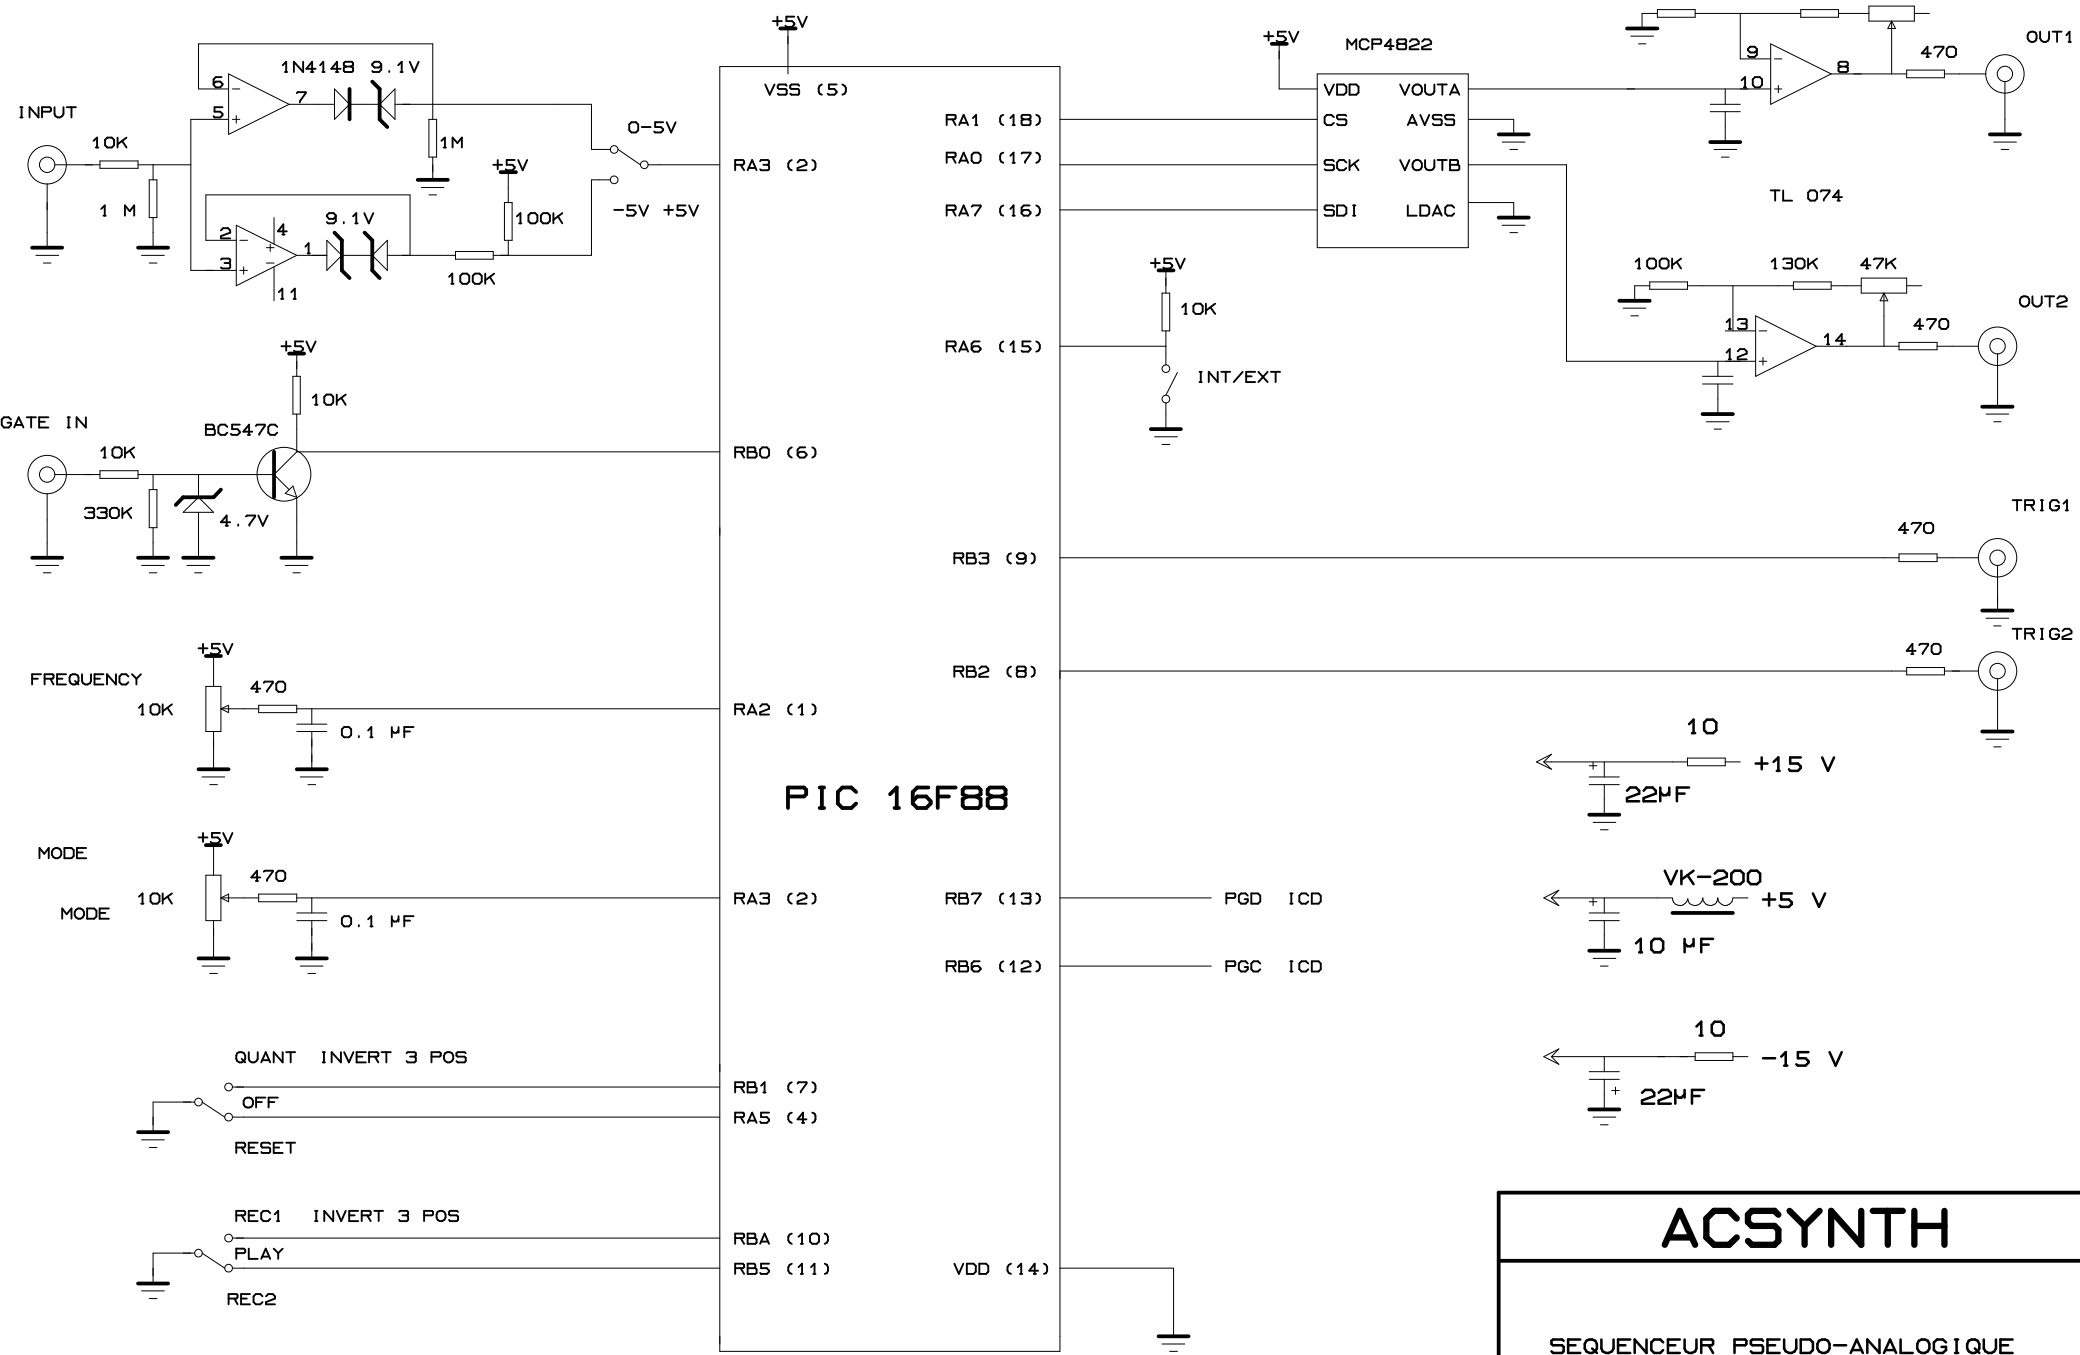 INPUT
10K
1 M
6
5
7
1N4148 9.1V
1M
2
3
4
11
1
9.1V
100K
+5V
100K
0-5V
-5V +5V
GATE IN
10K
330K
4.7V
BC547C
+5V
10K
FREQUENCY
+5V
10K
470
0.1 µF
MODE
MODE
+5V
10K
470
0.1 µF
QUANT INVERT 3 POS
OFF
RESET
REC1 INVERT 3 POS
PLAY
REC2
+5V
VSS (5)
RA3 (2)
RB0 (6)
RA2 (1)
PIC 16F88
RA3 (2)
RB1 (7)
RA5 (4)
RBA (10)
RB5 (11)
RA1 (18)
RA0 (17)
RA7 (16)
RA6 (15)
RB3 (9)
RB2 (8)
RB7 (13)
RB6 (12)
VDD (14)
PGD ICD
PGC ICD
+5V
10K
INT/EXT
+5V
MCP4822
VDD VOUTA
CS AVSS
SCK VOUTB
SDI LDAC
9
10
8
470
OUT1
TL 074
100K
130K
47K
13
12
14
470
OUT2
470
TRIG1
470
TRIG2
10
+15 V
22µF
VK-200
+5 V
10 µF
10
-15 V
22µF
ACSYNTH
SEQUENCEUR PSEUDO-ANALOGIQUE